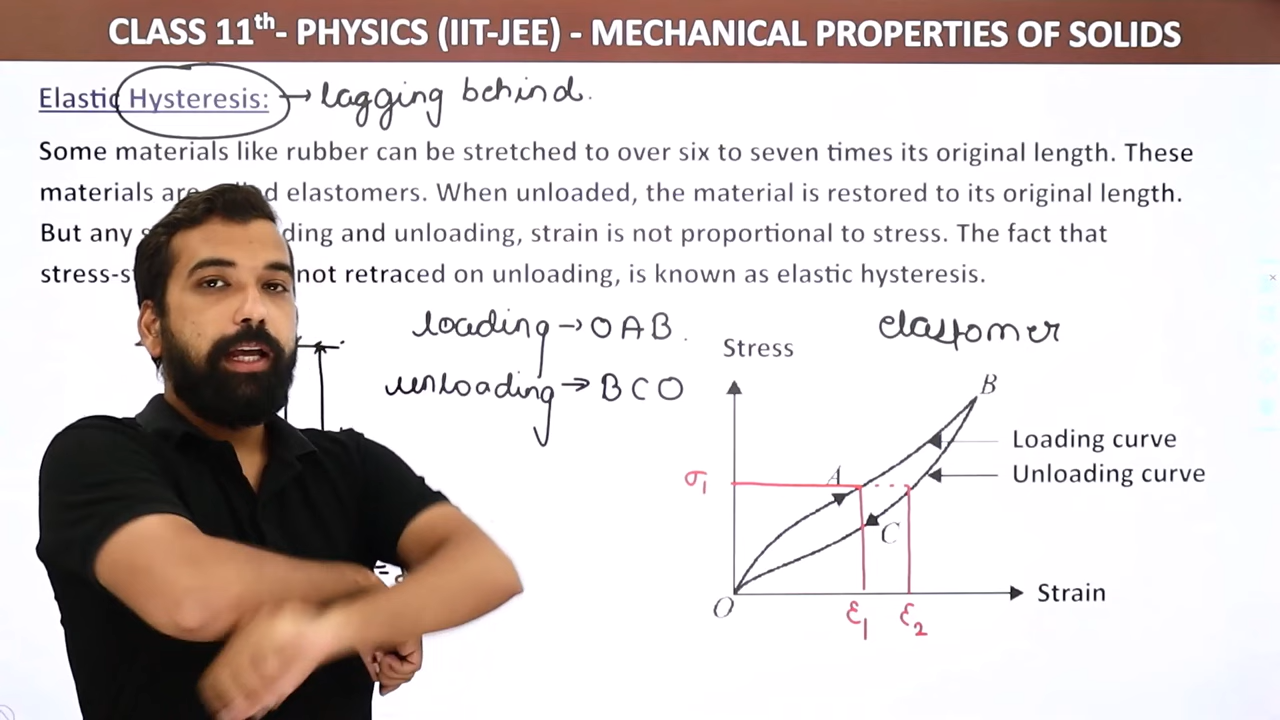 CLASS 11th- PHYSICS (IIT-JEE) - MECHANICAL PROPERTIES OF SOLIDS
Elastic Hysteresis: → lagging behind.
Some materials like rubber can be stretched to over six to seven times its original length. These
materials are d elastomers. When unloaded, the material is restored to its original length.
But any ding and unloading, strain is not proportional to stress. The fact that
stress-s not retraced on unloading, is known as elastic hysteresis.
loading → OAB.
elastomer
Stress
unloading → BCO
B
Loading curve
Unloading curve
A
σ1
C
O
Strain
ε1 ε2